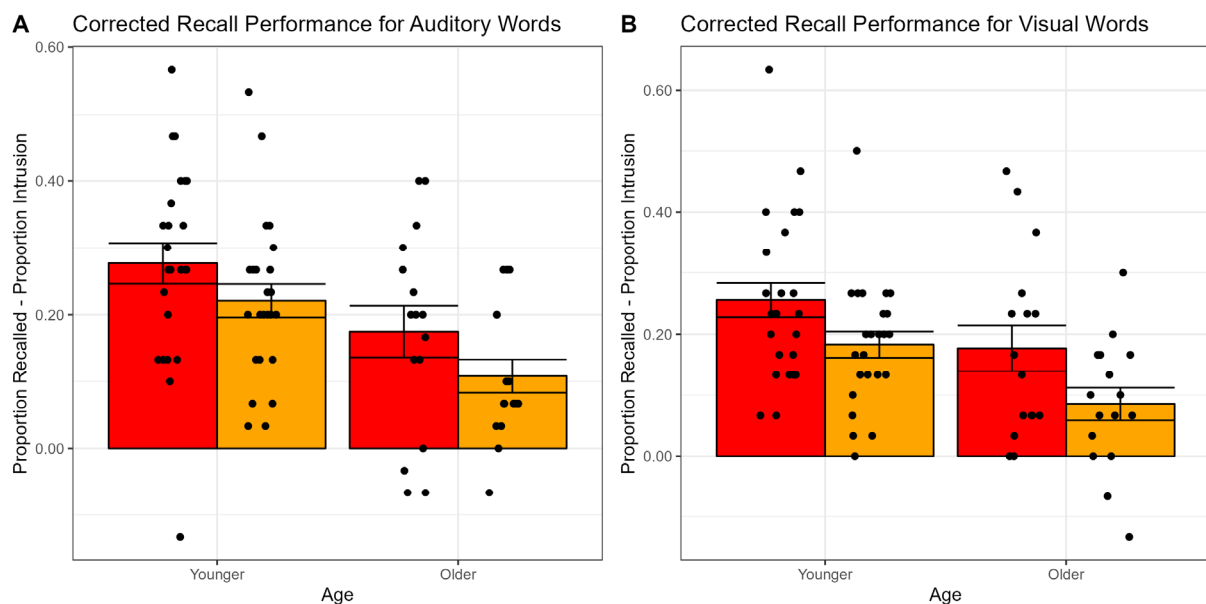 A Corrected Recall Performance for Auditory Words
Proportion Recalled - Proportion Intrusion
0.60
0.40
0.20
0.00
Younger Older
Age
B Corrected Recall Performance for Visual Words
Proportion Recalled - Proportion Intrusion
0.60
0.40
0.20
0.00
Younger Older
Age